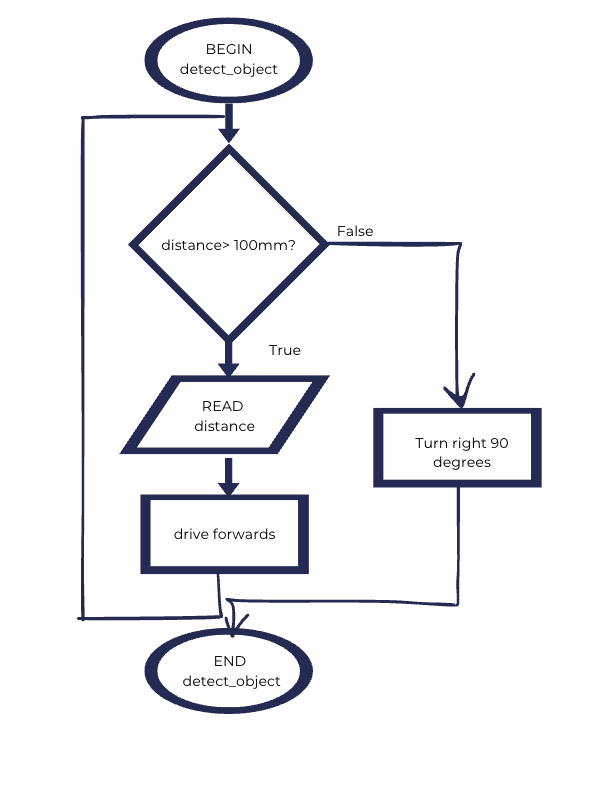 BEGIN
detect_object
distance> 100mm?
False
True
READ
distance
Turn right 90
degrees
drive forwards
END
detect_object